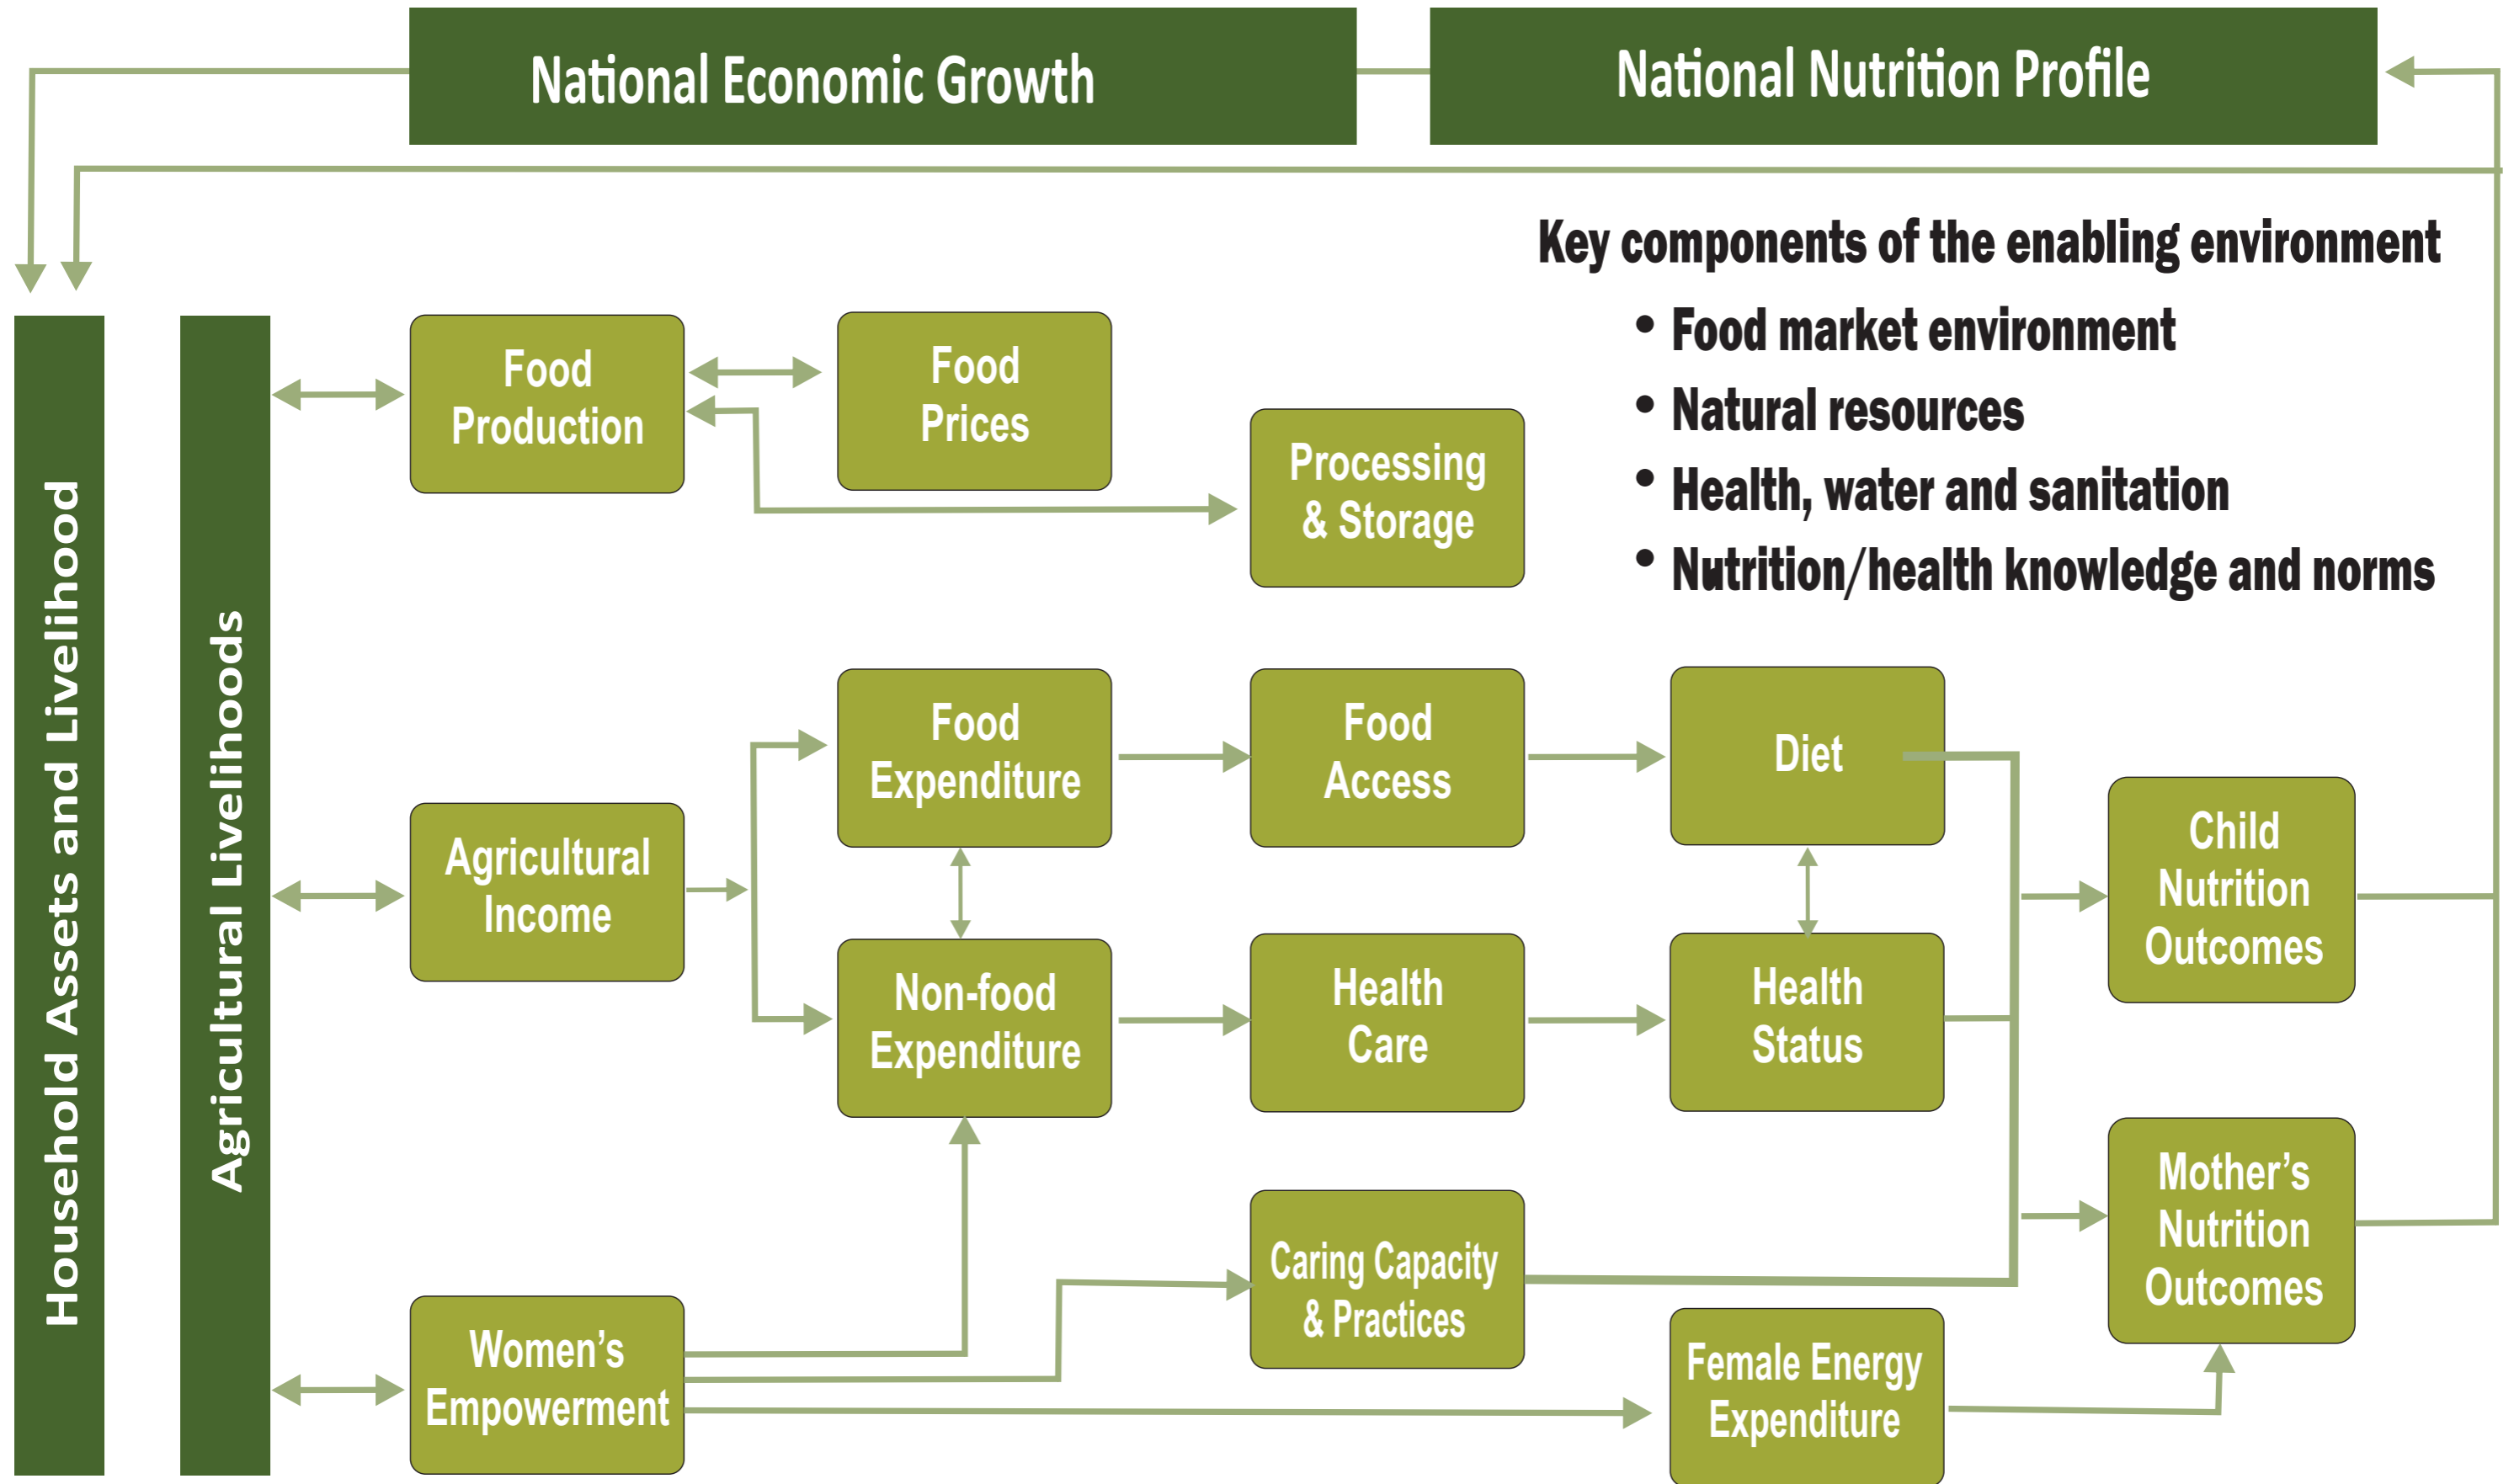 National Economic Growth
National Nutrition Profile
Key components of the enabling environment
• Food market environment
• Natural resources
• Health, water and sanitation
• Nutrition/health knowledge and norms
Household Assets and Livelihood
Agricultural Livelihoods
Food
Production
Food
Prices
Processing
& Storage
Food
Expenditure
Food
Access
Diet
Agricultural
Income
Child
Nutrition
Outcomes
Non-food
Expenditure
Health
Care
Health
Status
Mother’s
Nutrition
Outcomes
Caring Capacity
& Practices
Women’s
Empowerment
Female Energy
Expenditure